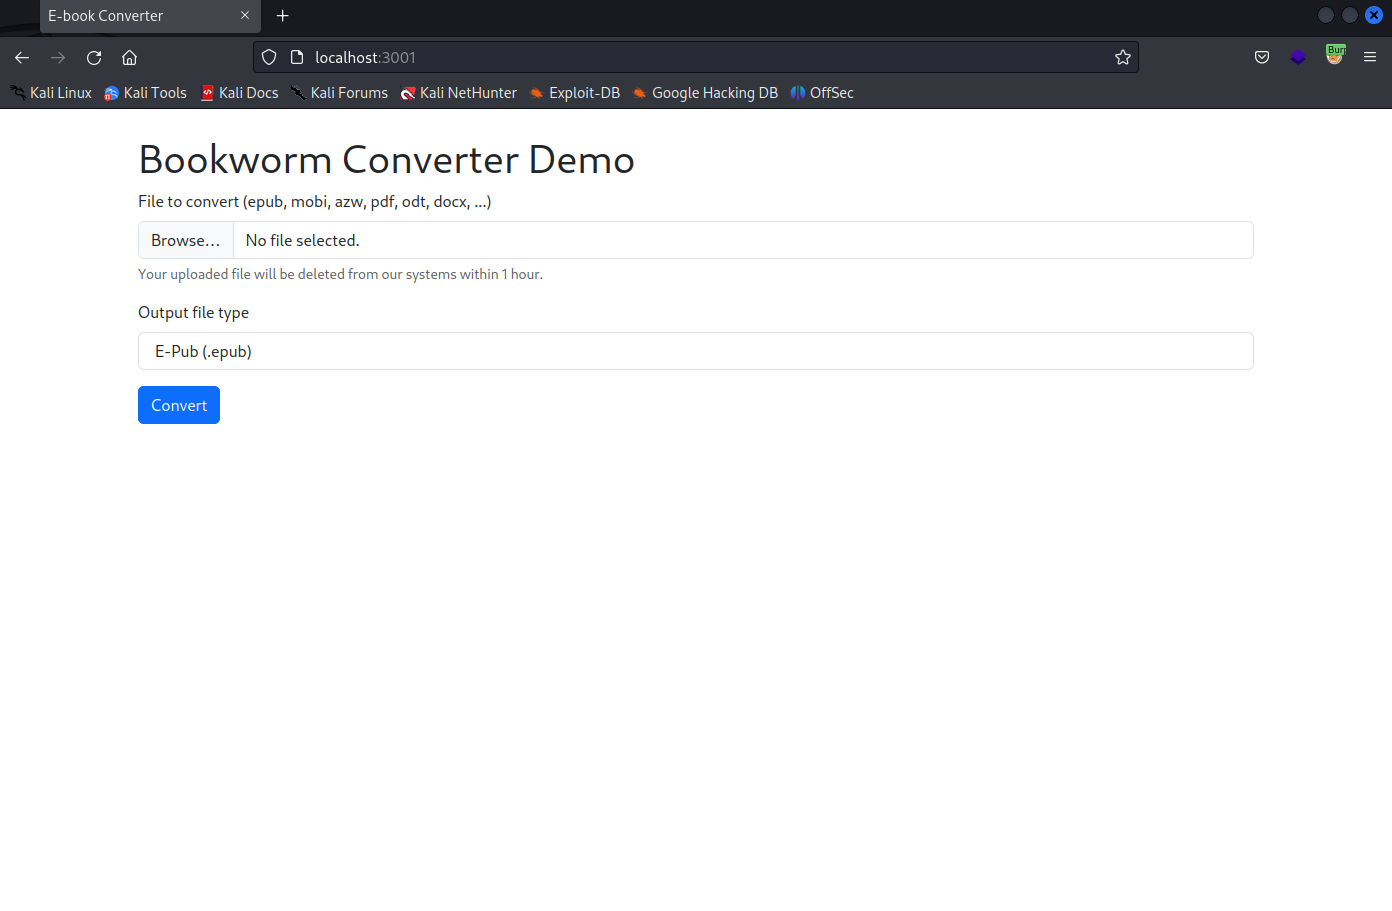 E-book Converter
localhost:3001
Bur
Kali Linux Kali Tools Kali Docs Kali Forums Kali NetHunter Exploit-DB Google Hacking DB OffSec
Bookworm Converter Demo
File to convert (epub, mobi, azw, pdf, odt, docx, ...)
Browse... No file selected.
Your uploaded file will be deleted from our systems within 1 hour.
Output file type
E-Pub (.epub)
Convert